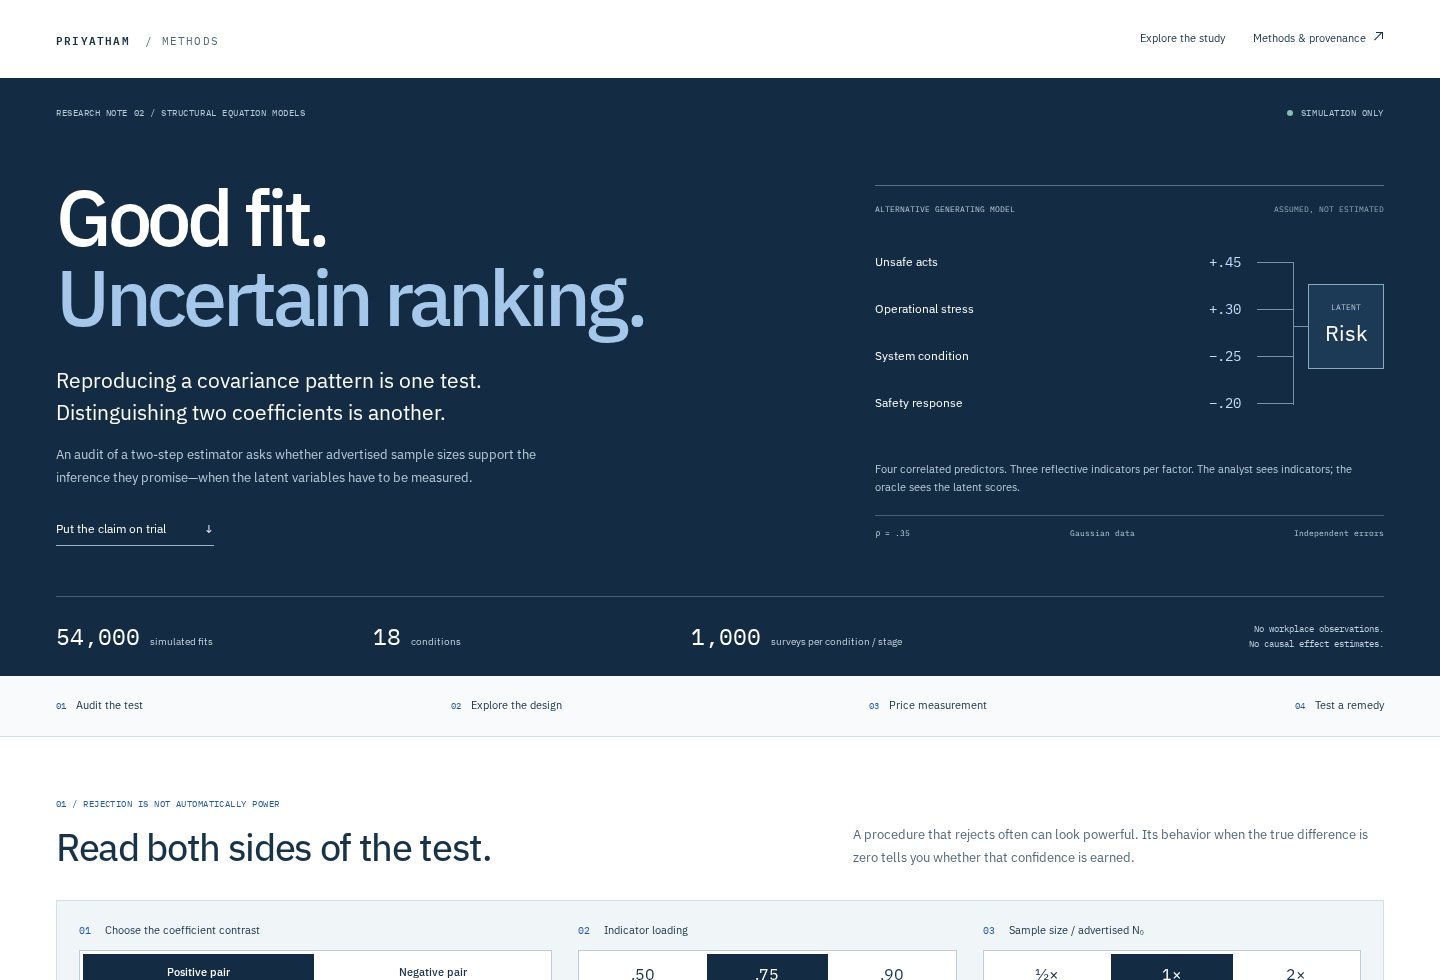 PRIYATHAM / METHODS
Explore the study
Methods & provenance ↗
RESEARCH NOTE 02 / STRUCTURAL EQUATION MODELS
SIMULATION ONLY
Good fit.
Uncertain ranking.
Reproducing a covariance pattern is one test.
Distinguishing two coefficients is another.
An audit of a two-step estimator asks whether advertised sample sizes support the
inference they promise—when the latent variables have to be measured.
Put the claim on trial ↓
ALTERNATIVE GENERATING MODEL
ASSUMED, NOT ESTIMATED
Unsafe acts +.45
Operational stress +.30
System condition −.25
Safety response −.20
LATENT
Risk
Four correlated predictors. Three reflective indicators per factor. The analyst sees indicators; the
oracle sees the latent scores.
ρ = .35
Gaussian data
Independent errors
54,000 simulated fits
18 conditions
1,000 surveys per condition / stage
No workplace observations.
No causal effect estimates.
01 Audit the test
02 Explore the design
03 Price measurement
04 Test a remedy
01 / REJECTION IS NOT AUTOMATICALLY POWER
Read both sides of the test.
A procedure that rejects often can look powerful. Its behavior when the true difference is
zero tells you whether that confidence is earned.
01 Choose the coefficient contrast
Positive pair
Negative pair
02 Indicator loading
.50
.75
.90
03 Sample size / advertised N₀
½×
1×
2×